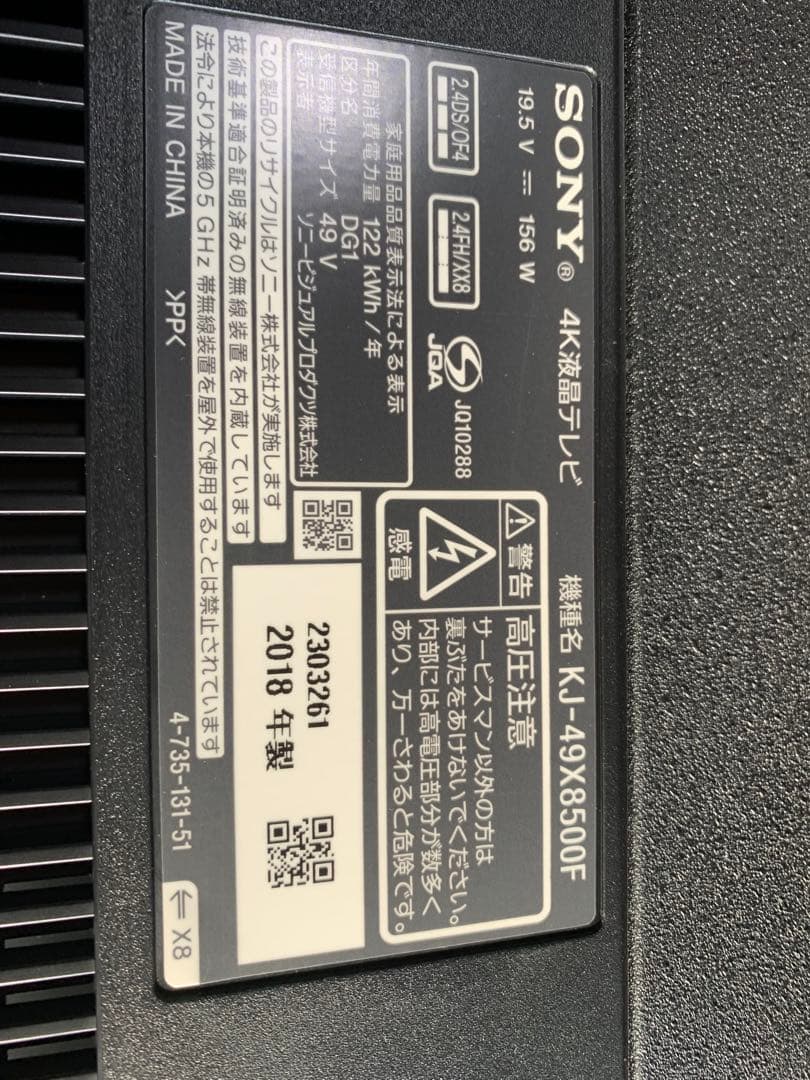 SONY® 4K液晶テレビ 機種名 KJ-49X8500F
19.5 V ⎓ 156 W
2.4DS/OF4
2.4FH/XX8
JQA
JQ10288
家庭用品品質表示法による表示
年間消費電力量 122 kWh/年
区分名 DG1
受信機型サイズ 49 V
表示者 ソニービジュアルプロダクツ株式会社
この製品のリサイクルはソニー株式会社が実施します
技術基準適合証明済みの無線装置を内蔵しています
法令により本機の5 GHz 帯無線装置を屋外で使用することは禁止されています
MADE IN CHINA
>PP<
警告
感電
高圧注意
サービスマン以外の方は
裏ぶたをあけないでください。
内部には高電圧部分が数多く
あり、万一さわると危険です。
2303261
2018 年製
4-735-131-51
⇐ X8